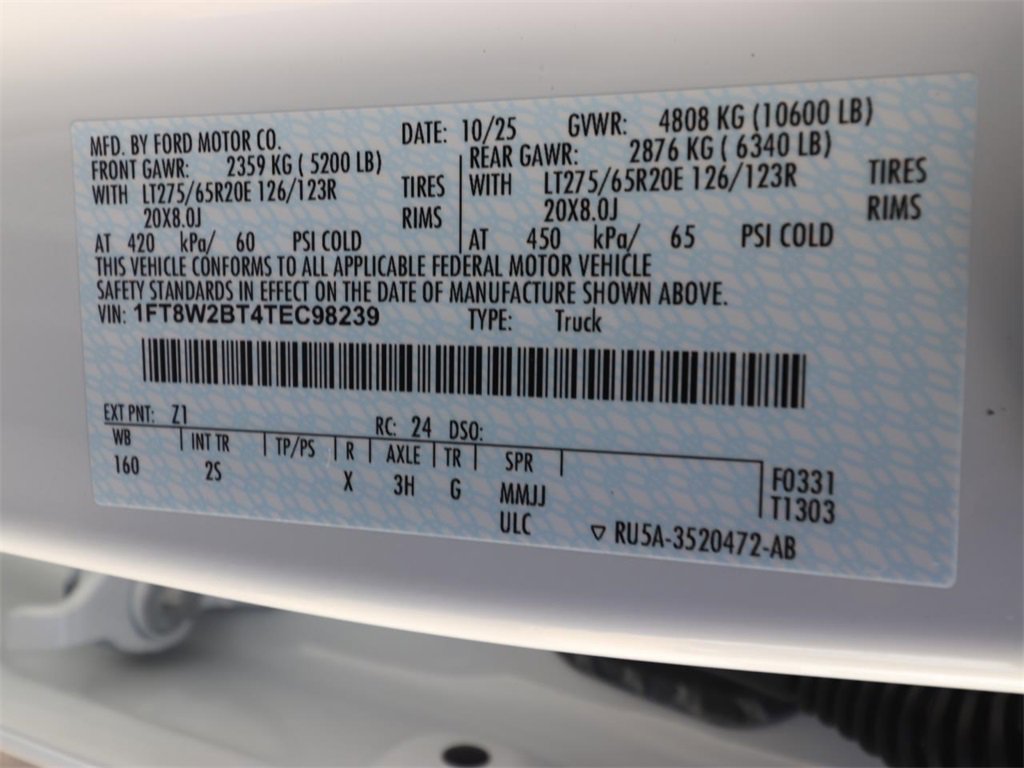 MFD. BY FORD MOTOR CO. DATE: 10/25 GVWR: 4808 KG (10600 LB)
FRONT GAWR: 2359 KG ( 5200 LB) REAR GAWR: 2876 KG ( 6340 LB)
WITH LT275/65R20E 126/123R TIRES WITH LT275/65R20E 126/123R TIRES
20X8.0J RIMS 20X8.0J RIMS
AT 420 kPa/ 60 PSI COLD AT 450 kPa/ 65 PSI COLD
THIS VEHICLE CONFORMS TO ALL APPLICABLE FEDERAL MOTOR VEHICLE
SAFETY STANDARDS IN EFFECT ON THE DATE OF MANUFACTURE SHOWN ABOVE.
VIN: 1FT8W2BT4TEC98239 TYPE: Truck
EXT PNT: Z1 RC: 24 DSO:
WB INT TR TP/PS R AXLE TR SPR
160 2S X 3H G MMJJ F0331
ULC T1303
▽ RU5A-3520472-AB